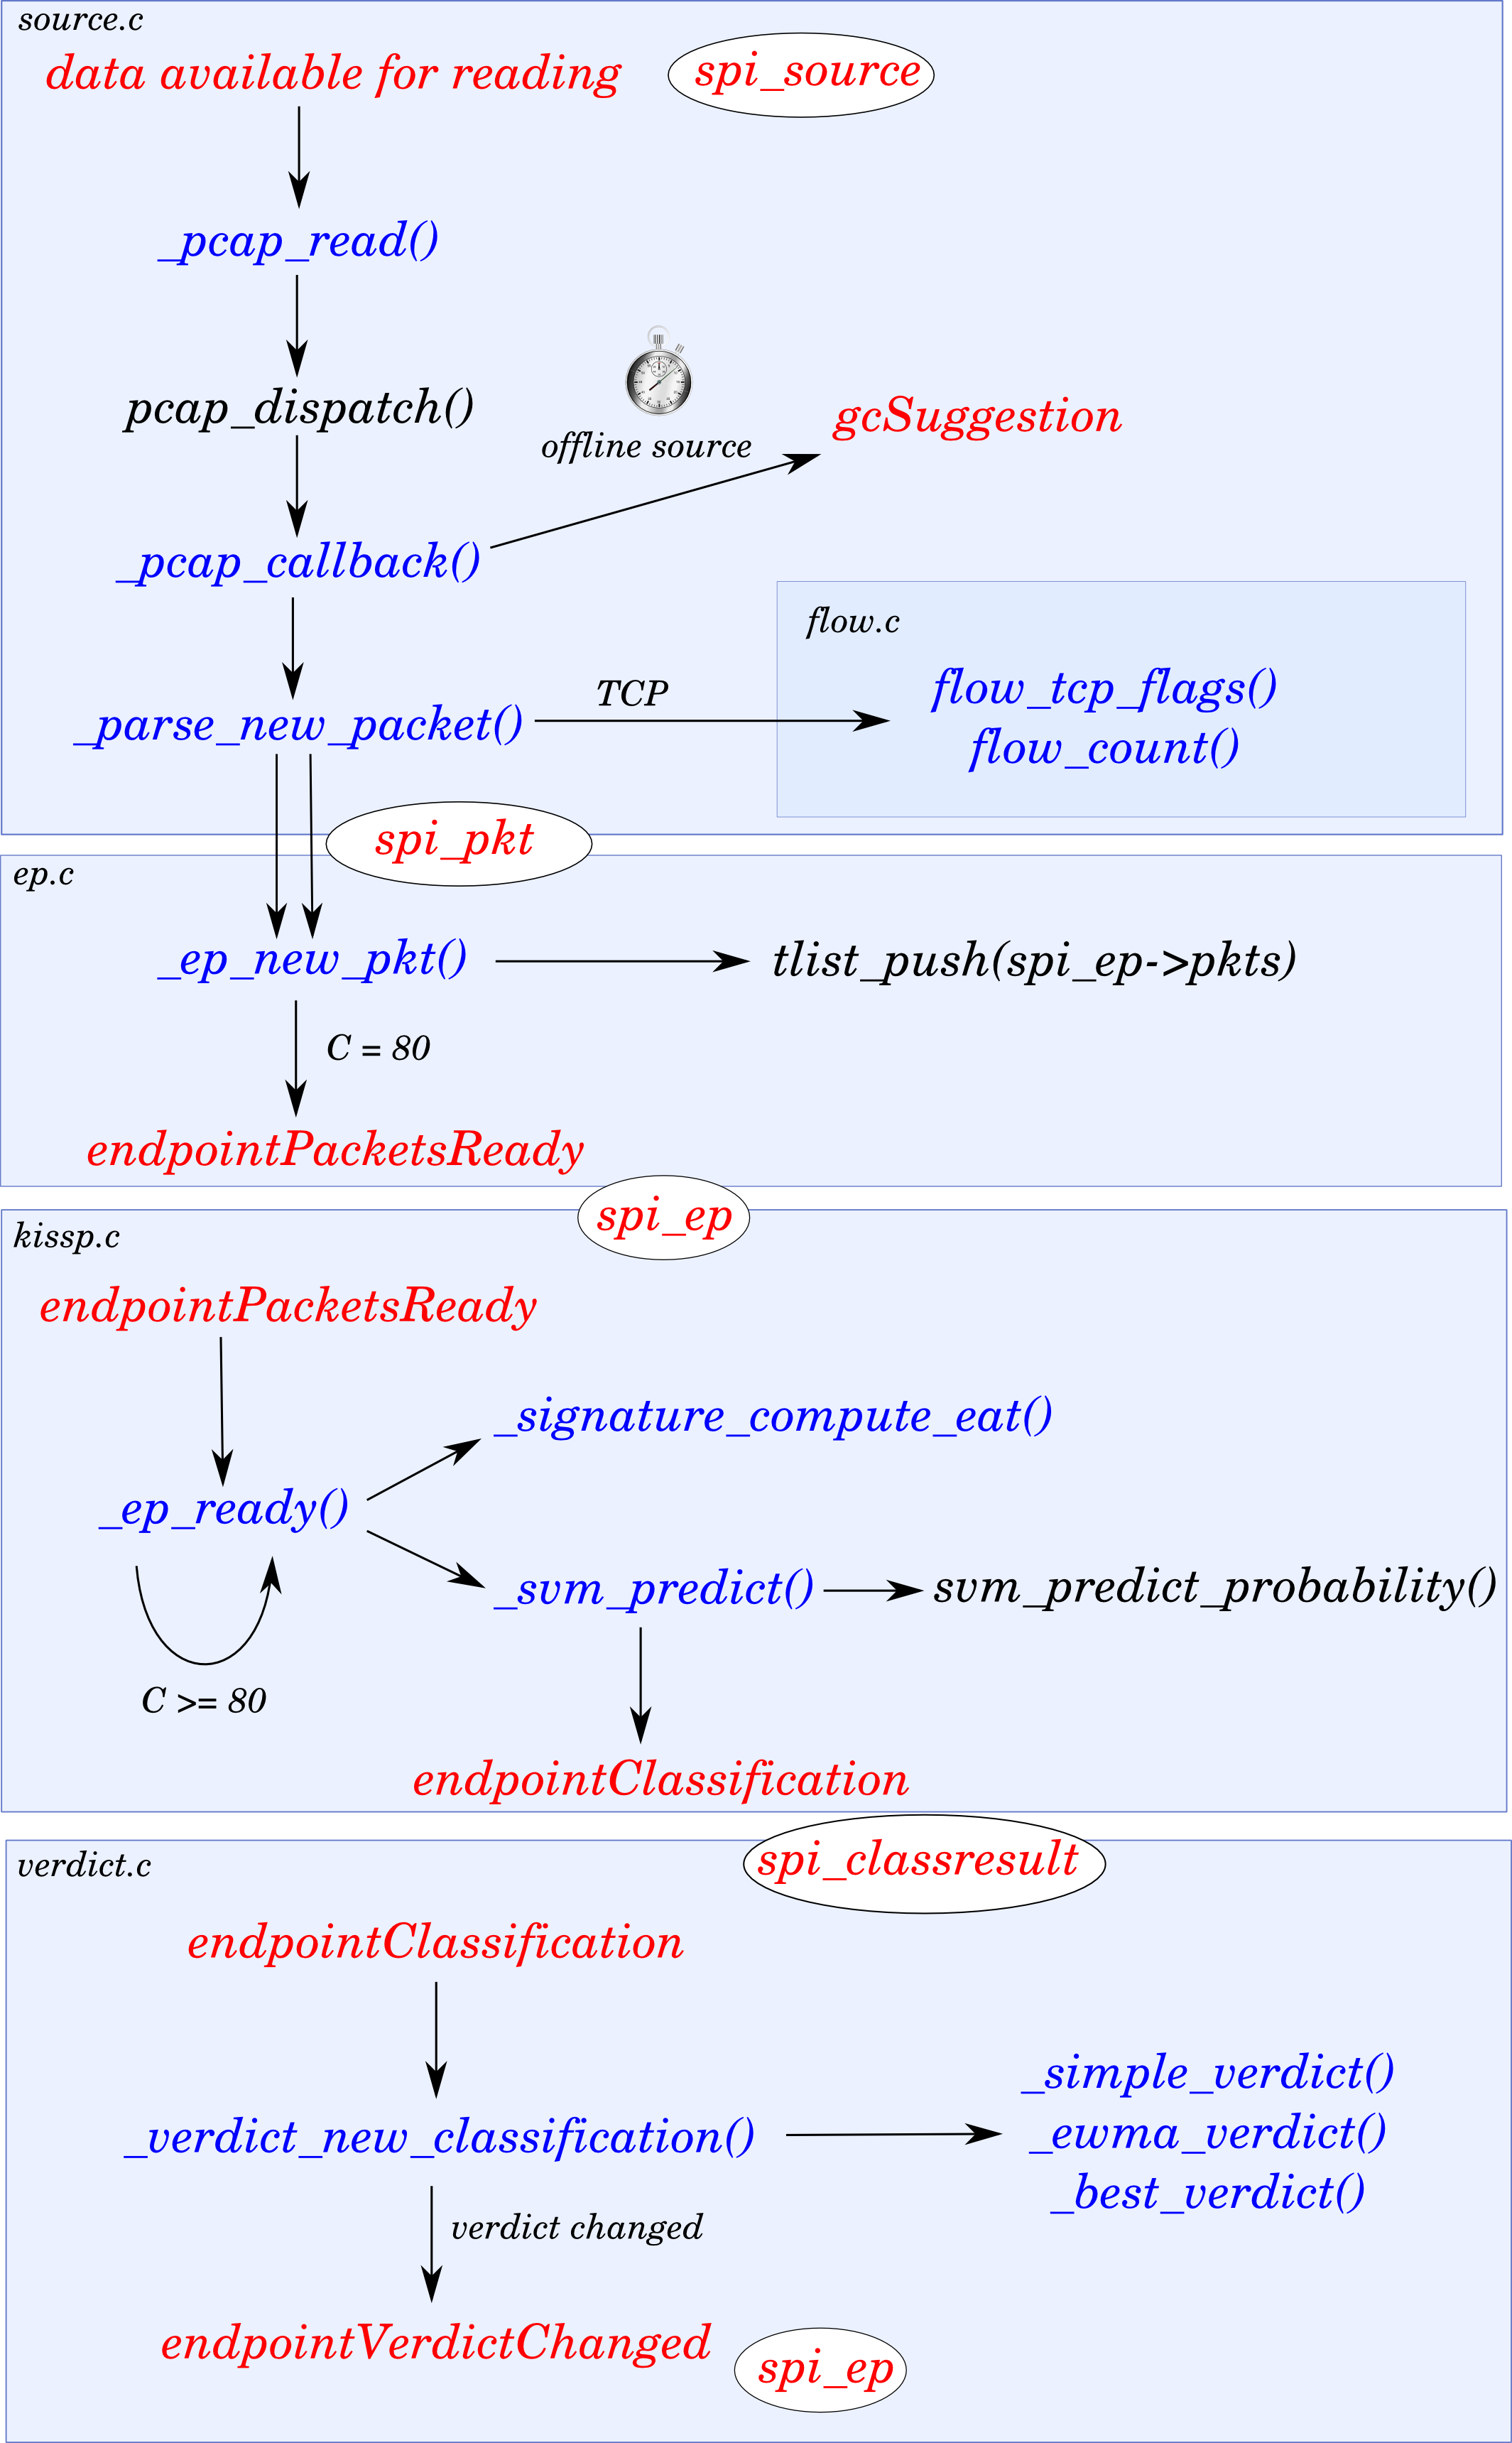 source.c
data available for reading
spi_source
_pcap_read()
pcap_dispatch()
offline source
gcSuggestion
_pcap_callback()
flow.c
_parse_new_packet()
TCP
flow_tcp_flags()
flow_count()
spi_pkt
ep.c
_ep_new_pkt()
tlist_push(spi_ep->pkts)
C = 80
endpointPacketsReady
spi_ep
kissp.c
endpointPacketsReady
_signature_compute_eat()
_ep_ready()
_svm_predict()
svm_predict_probability()
C >= 80
endpointClassification
spi_classresult
verdict.c
endpointClassification
_simple_verdict()
_verdict_new_classification()
_ewma_verdict()
_best_verdict()
verdict changed
endpointVerdictChanged
spi_ep